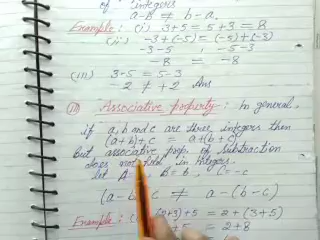 of integers
a-b ≠ b-a.
Example: (i) 3+5 = 5+3 = 8
(ii) -3+(-5) = (-5)+(-3)
-3-5 , -5-3
-8 = -8
(iii) 3-5 = 5-3
-2 ≠ +2 Ans
Associative property: In general,
if a, b and c are three integers then
(a+b)+c = a+(b+c)
But associative prop. of subtraction
does not hold in integers.
let A- B=b, C=-c
(a-b) c ≠ a-(b-c)
Example: +3)+5 = 2+(3+5)
+5 = 2+8